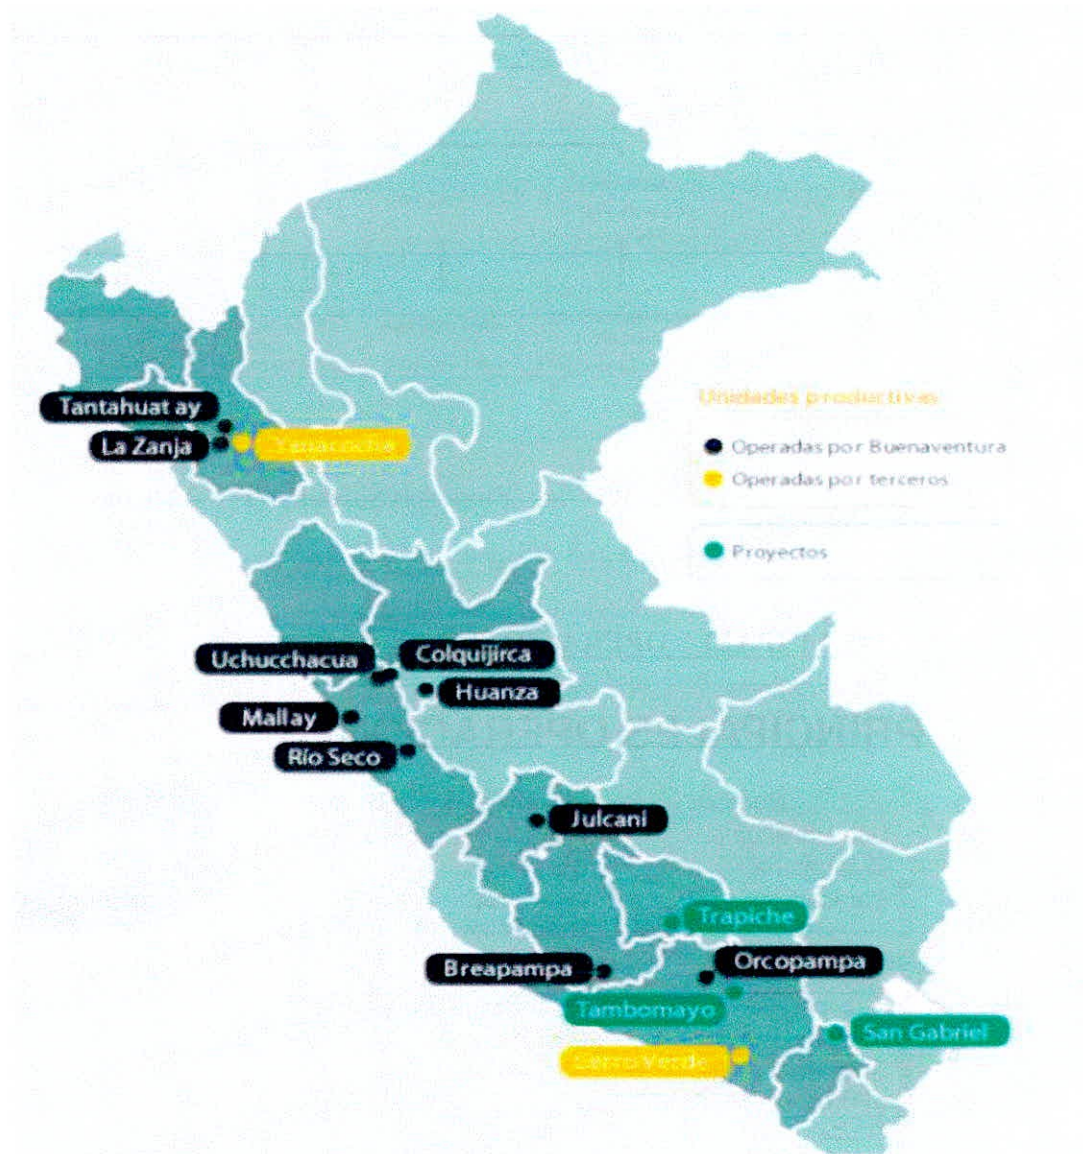 Tantahuat ay
La Zanja
Yanacocha
Unidades productivas
Operadas por Buenaventura
Operadas por terceros
Proyectos
Uchucchacua
Colquijirca
Huanza
Mallay
Río Seco
Julcani
Trapiche
Breapampa
Orcopampa
Tambomayo
San Gabriel
Cerro Verde